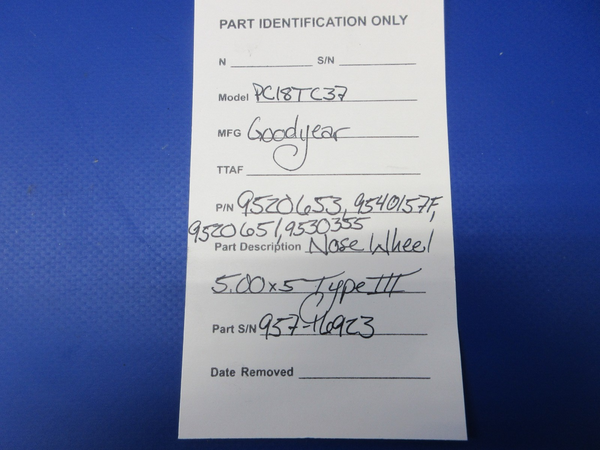 PART IDENTIFICATION ONLY
N S/N
Model PC18TC37
MFG Goodyear
TTAF
P/N 9520653, 9540157F,
9520651, 9530355
Part Description Nose Wheel
5.00x5 Type III
Part S/N 957-16923
Date Removed